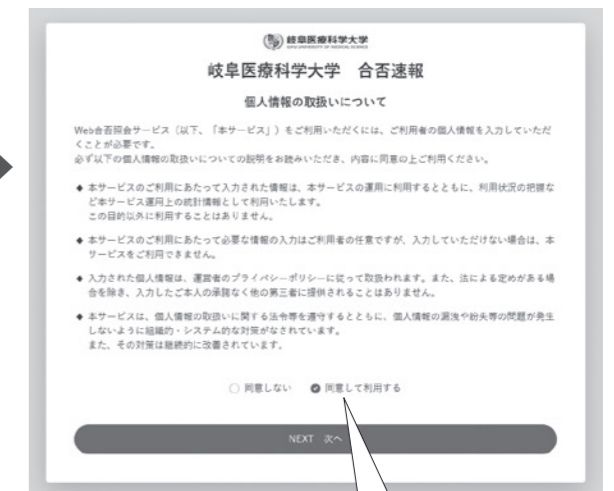 岐阜医療科学大学
GIFU UNIVERSITY OF MEDICAL SCIENCE
岐阜医療科学大学　合否速報
個人情報の取扱いについて
Web合否照会サービス（以下、「本サービス」）をご利用いただくには、ご利用者の個人情報を入力していただ
くことが必要です。
必ず以下の個人情報の取扱いについての説明をお読みいただき、内容に同意の上ご利用ください。
◆ 本サービスのご利用にあたって入力された情報は、本サービスの運用に利用するとともに、利用状況の把握な
ど本サービス運用上の統計情報として利用いたします。
この目的以外に利用することはありません。
◆ 本サービスのご利用にあたって必要な情報の入力はご利用者の任意ですが、入力していただけない場合は、本
サービスをご利用できません。
◆ 入力された個人情報は、運営者のプライバシーポリシーに従って取扱われます。また、法による定めがある場
合を除き、入力したご本人の承諾なく他の第三者に提供されることはありません。
◆ 本サービスは、個人情報の取扱いに関する法令等を遵守するとともに、個人情報の漏洩や紛失等の問題が発生
しないように組織的・システム的な対策がなされています。
また、その対策は継続的に改善されています。
同意しない　同意して利用する
NEXT　次へ